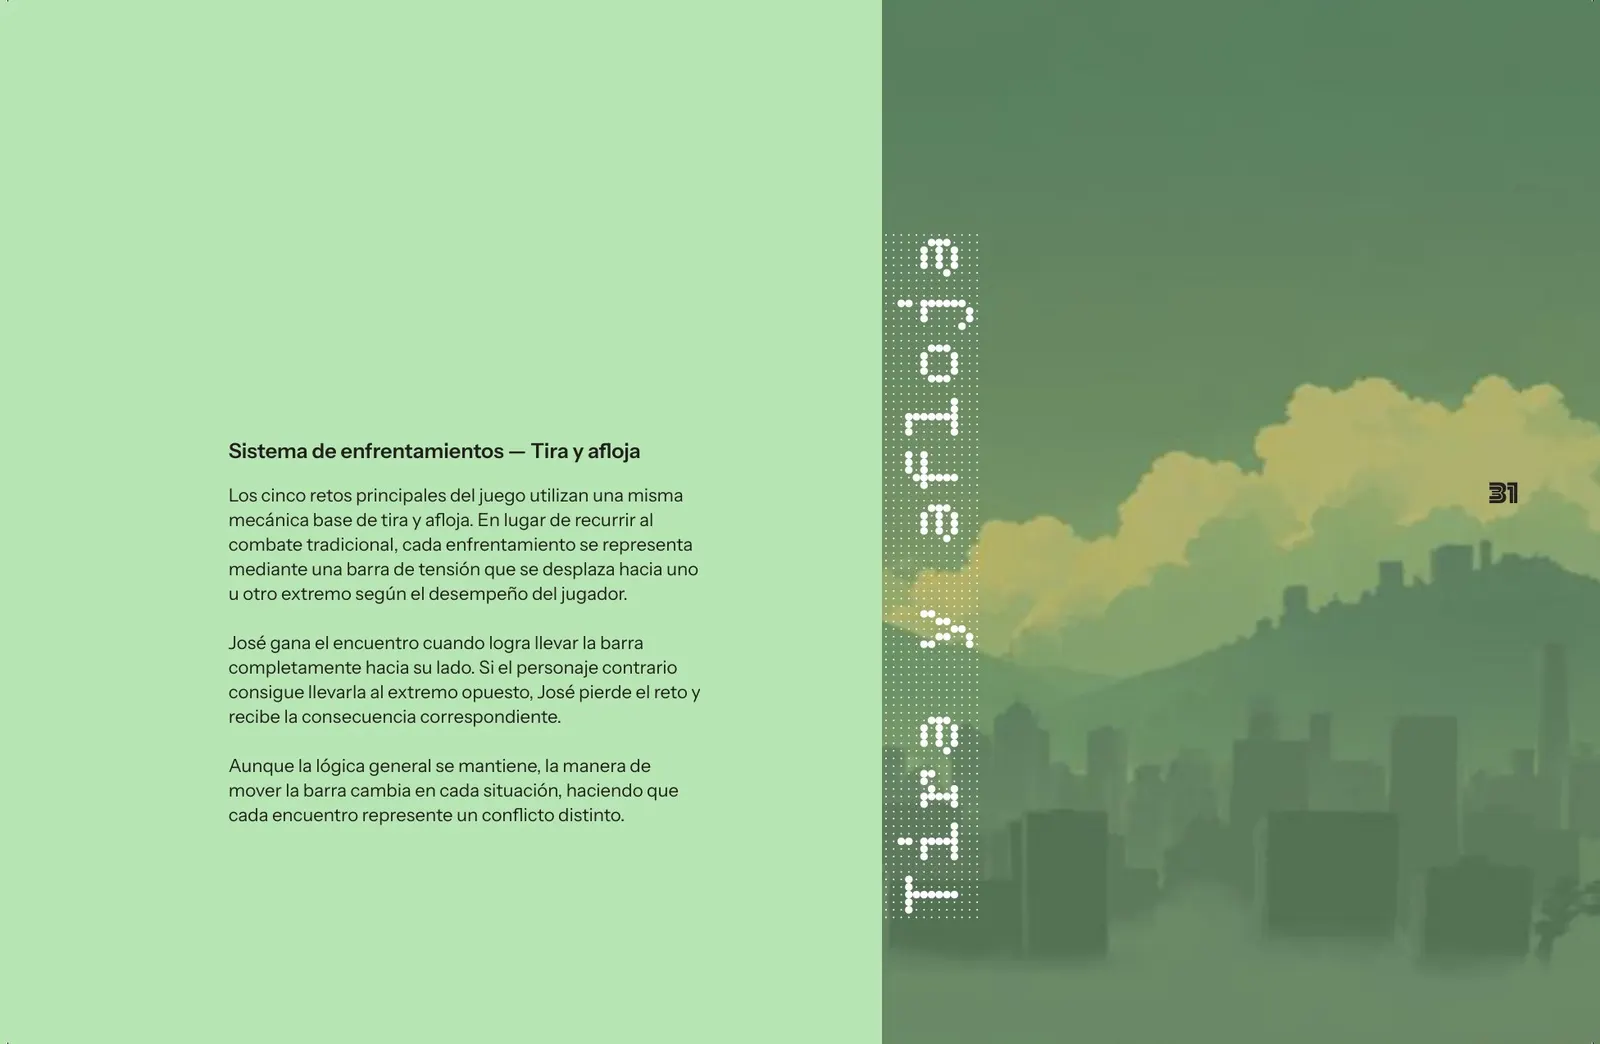 Sistema de enfrentamientos — Tira y afloja
Los cinco retos principales del juego utilizan una misma
mecánica base de tira y afloja. En lugar de recurrir al
combate tradicional, cada enfrentamiento se representa
mediante una barra de tensión que se desplaza hacia uno
u otro extremo según el desempeño del jugador.
José gana el encuentro cuando logra llevar la barra
completamente hacia su lado. Si el personaje contrario
consigue llevarla al extremo opuesto, José pierde el reto y
recibe la consecuencia correspondiente.
Aunque la lógica general se mantiene, la manera de
mover la barra cambia en cada situación, haciendo que
cada encuentro represente un conflicto distinto.
Tira y afloja
31